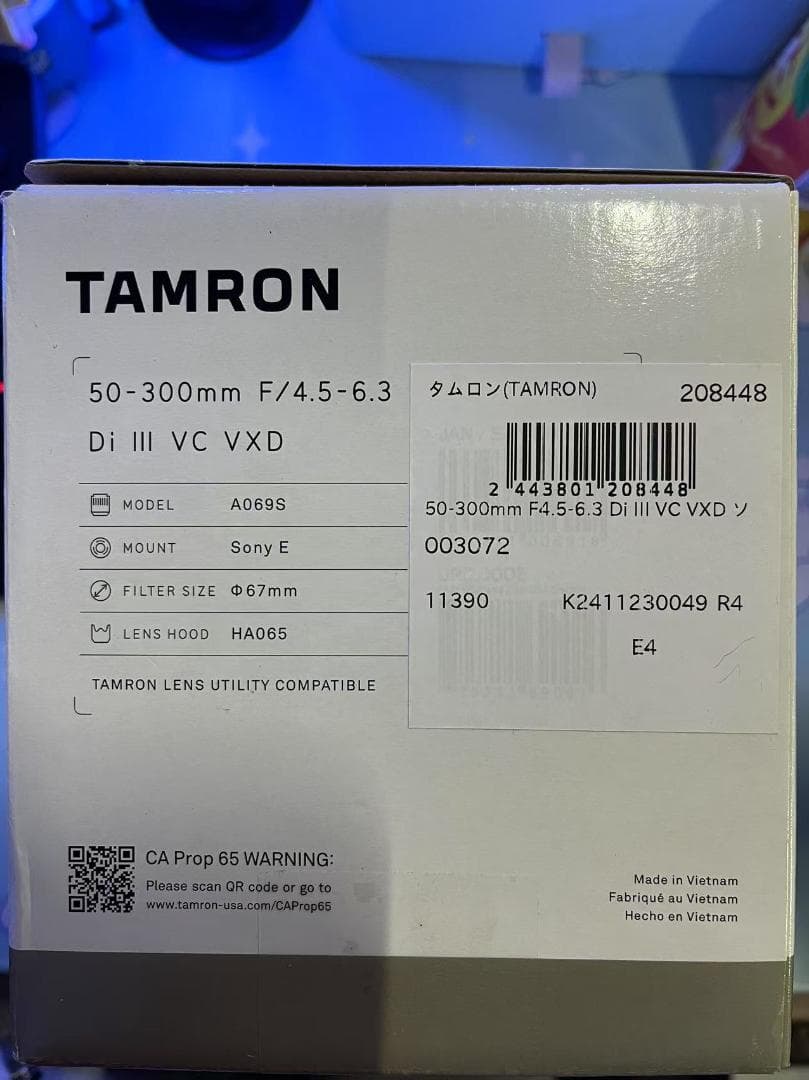 TAMRON
50-300mm F/4.5-6.3
Di III VC VXD
MODEL A069S
MOUNT Sony E
FILTER SIZE Φ67mm
LENS HOOD HA065
TAMRON LENS UTILITY COMPATIBLE
タムロン(TAMRON) 208448
2 443801 208448
50-300mm F4.5-6.3 Di III VC VXD ソ
003072
11390 K2411230049 R4
E4
CA Prop 65 WARNING:
Please scan QR code or go to
www.tamron-usa.com/CAProp65
Made in Vietnam
Fabriqué au Vietnam
Hecho en Vietnam